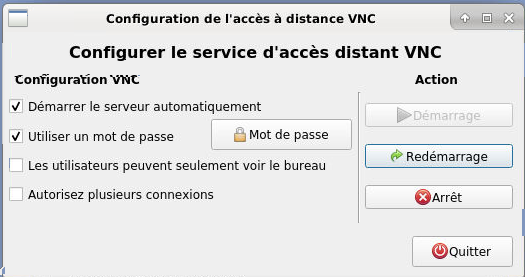 Configuration de l'accès à distance VNC
Configurer le service d'accès distant VNC
Configuration VNC
Action
Démarrer le serveur automatiquement
Démarrage
Utiliser un mot de passe
Mot de passe
Redémarrage
Les utilisateurs peuvent seulement voir le bureau
Autorisez plusieurs connexions
Arrêt
Quitter